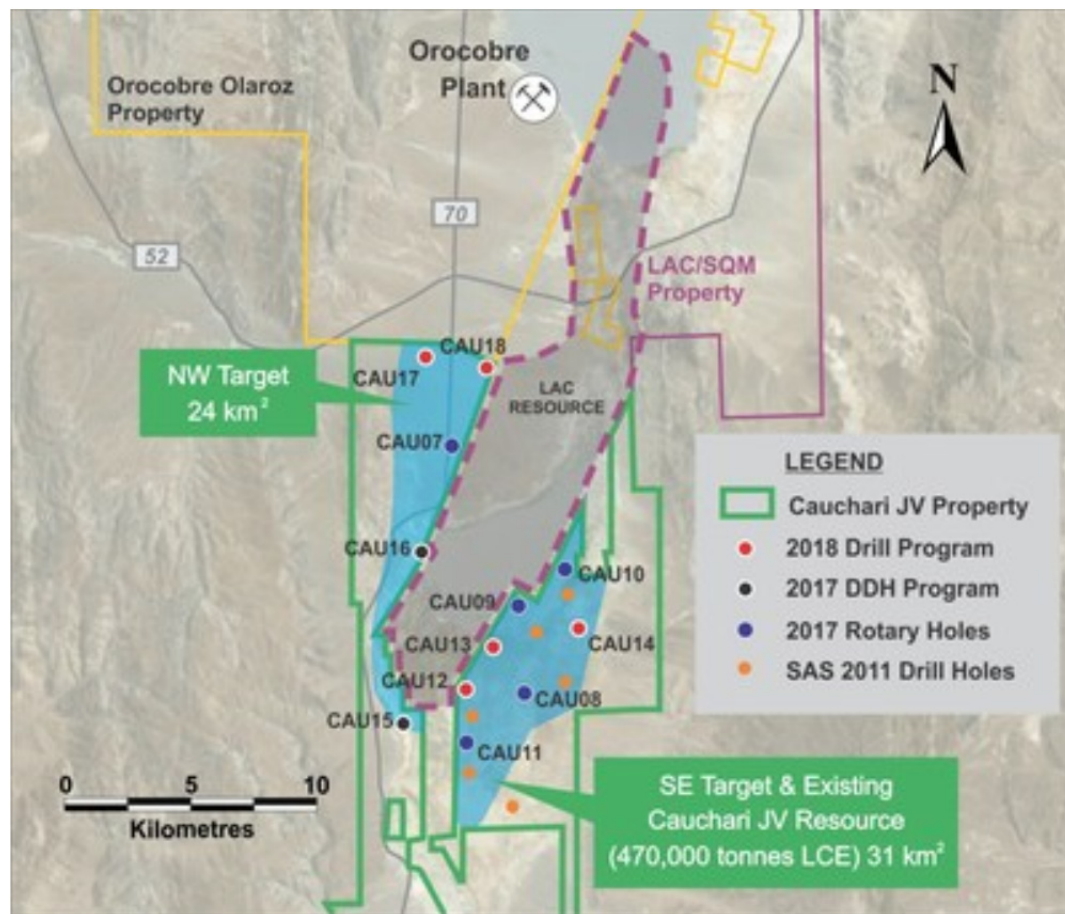 Orocobre
Plant
Orocobre Olaroz
Property
N
70
52
LAC/SQM
Property
CAU18
CAU17
NW Target
24 km²
LAC
RESOURCE
CAU07
LEGEND
Cauchari JV Property
2018 Drill Program
2017 DDH Program
2017 Rotary Holes
SAS 2011 Drill Holes
CAU16
CAU10
CAU09
CAU13
CAU14
CAU12
CAU08
CAU15
CAU11
0 5 10
Kilometres
SE Target & Existing
Cauchari JV Resource
(470,000 tonnes LCE) 31 km²